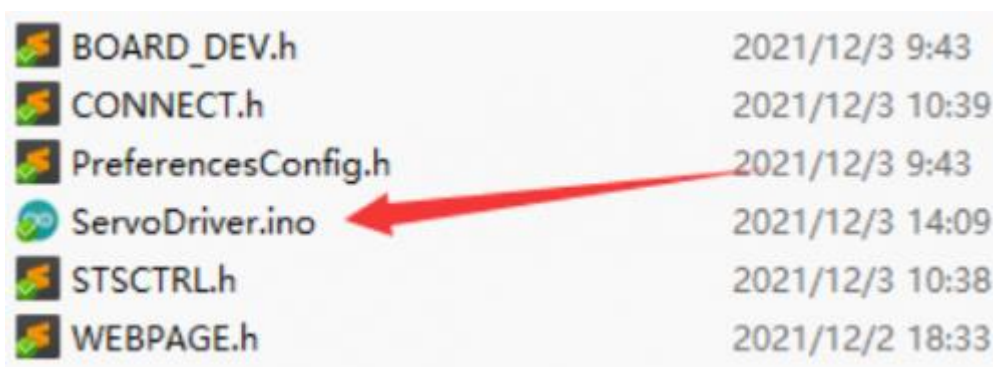 BOARD_DEV.h 2021/12/3 9:43
CONNECT.h 2021/12/3 10:39
PreferencesConfig.h 2021/12/3 9:43
ServoDriver.ino 2021/12/3 14:09
STSCTRL.h 2021/12/3 10:38
WEBPAGE.h 2021/12/2 18:33